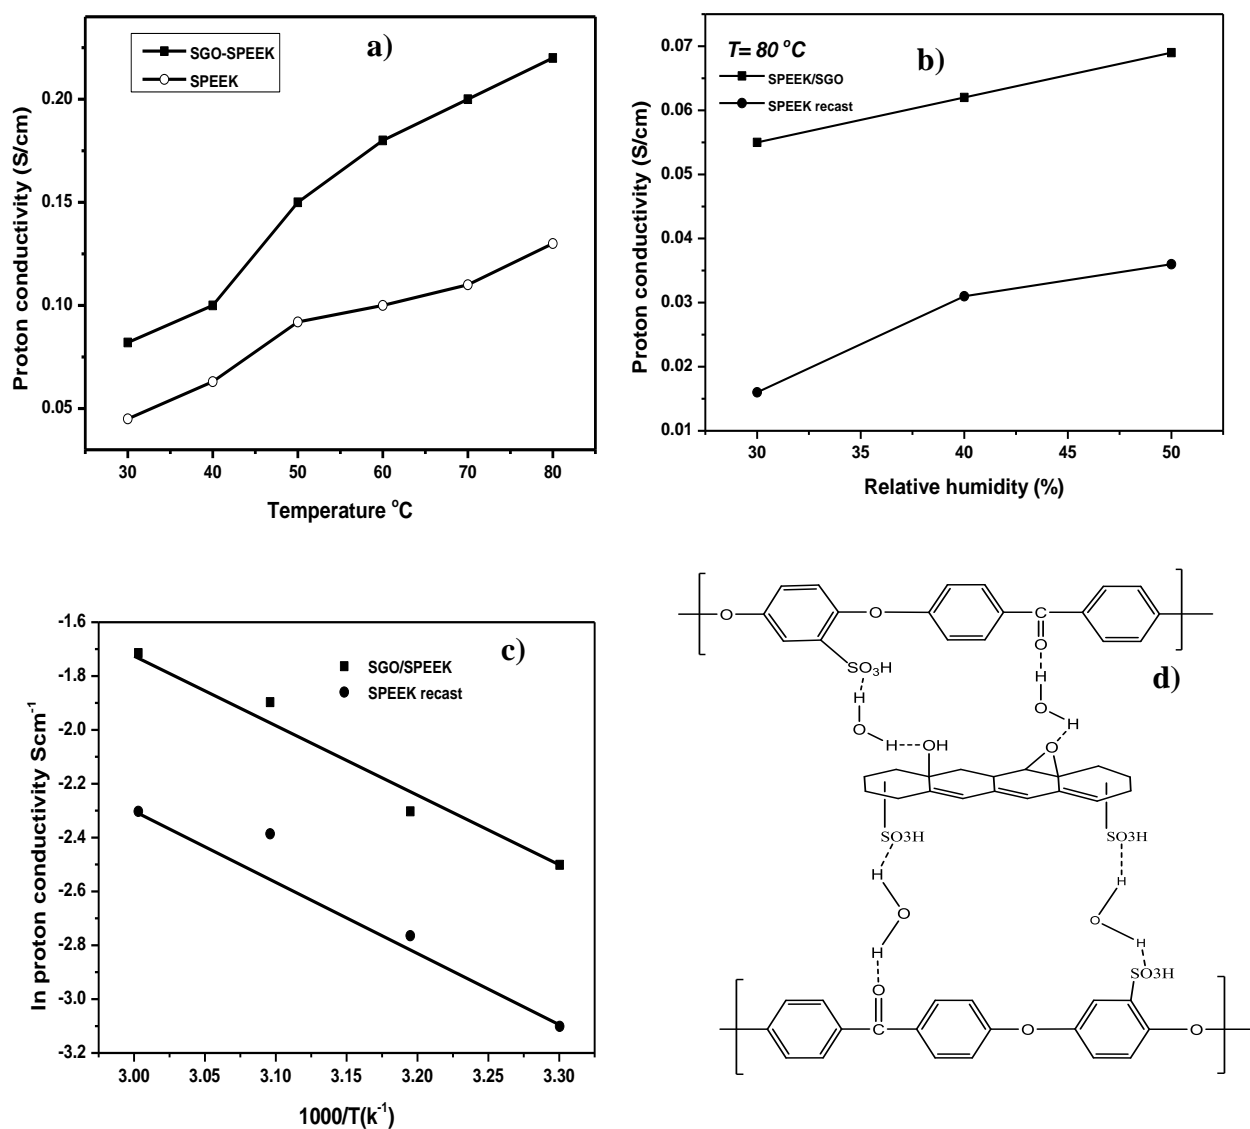 a)
SGO-SPEEK
SPEEK
0.20
0.15
0.10
0.05
Proton conductivity (S/cm)
30 40 50 60 70 80
Temperature °C
b)
T= 80 °C
SPEEK/SGO
SPEEK recast
0.07
0.06
0.05
0.04
0.03
0.02
0.01
Proton conductivity (S/cm)
30 35 40 45 50
Relative humidity (%)
c)
SGO/SPEEK
SPEEK recast
-1.6
-1.8
-2.0
-2.2
-2.4
-2.6
-2.8
-3.0
-3.2
ln proton conductivity Scm⁻¹
3.00 3.05 3.10 3.15 3.20 3.25 3.30
1000/T(k⁻¹)
d)
O O C
O
SO₃H
H H
O O
H H
OH O
SO3H SO3H
H H
O O
H H
SO3H
O
C O O